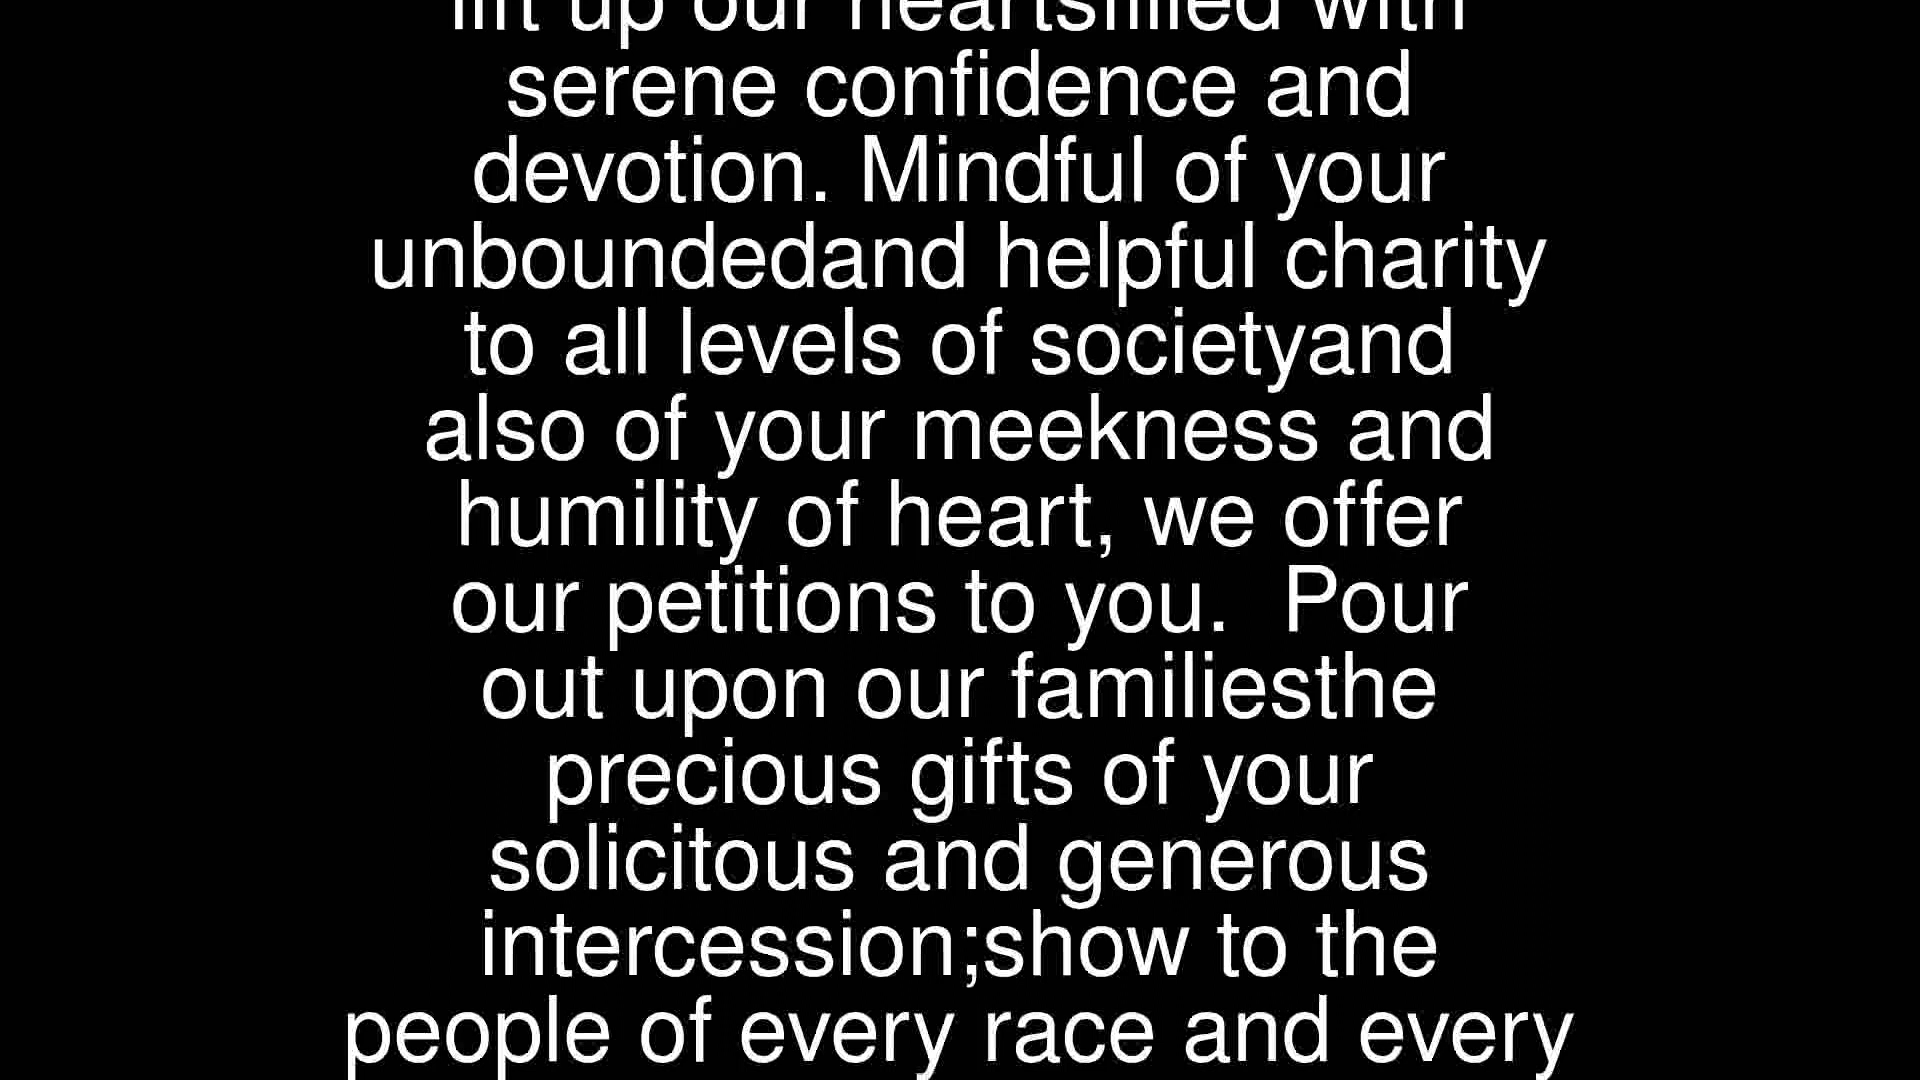 lift up our heartsfilled with
serene confidence and
devotion. Mindful of your
unboundedand helpful charity
to all levels of societyand
also of your meekness and
humility of heart, we offer
our petitions to you.  Pour
out upon our familiesthe
precious gifts of your
solicitous and generous
intercession;show to the
people of every race and every